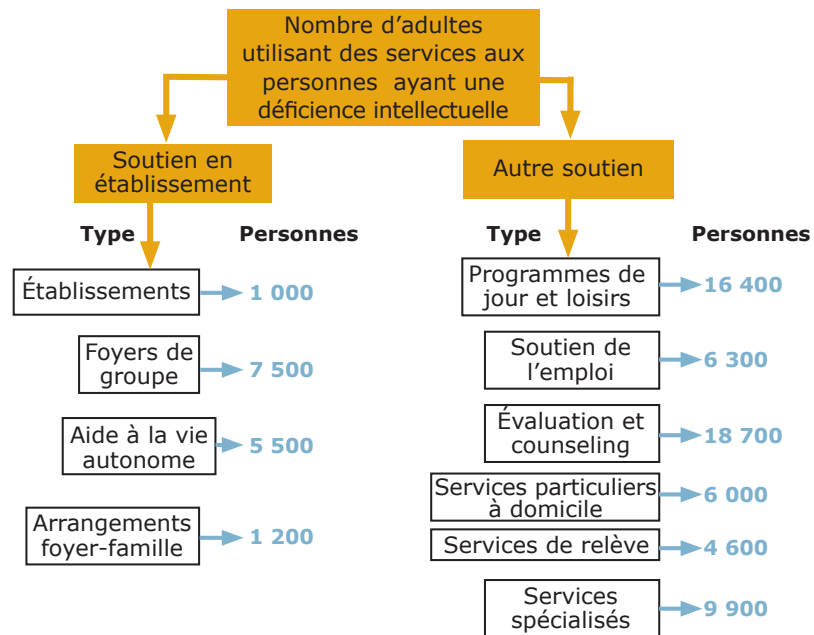 Nombre d'adultes
utilisant des services aux
personnes ayant une
déficience intellectuelle
Soutien en
établissement
Type Personnes
Établissements 1 000
Foyers de
groupe 7 500
Aide à la vie
autonome 5 500
Arrangements
foyer-famille 1 200
Autre soutien
Type Personnes
Programmes de
jour et loisirs 16 400
Soutien de
l'emploi 6 300
Évaluation et
counseling 18 700
Services particuliers
à domicile 6 000
Services de relève 4 600
Services
spécialisés 9 900